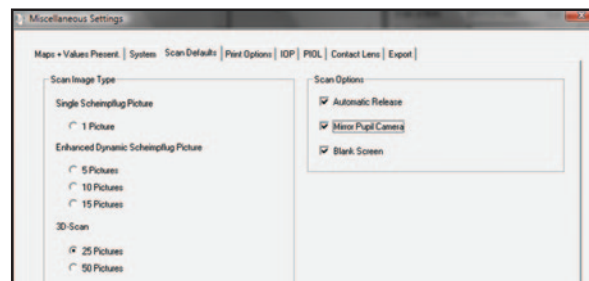 Miscellaneous Settings
Maps + Values Present. System Scan Defaults Print Options IOP PIOL Contact Lens Export
Scan Image Type
Single Scheimpflug Picture
1 Picture
Enhanced Dynamic Scheimpflug Picture
5 Pictures
10 Pictures
15 Pictures
3D-Scan
25 Pictures
50 Pictures
Scan Options
Automatic Release
Mirror Pupil Camera
Blank Screen